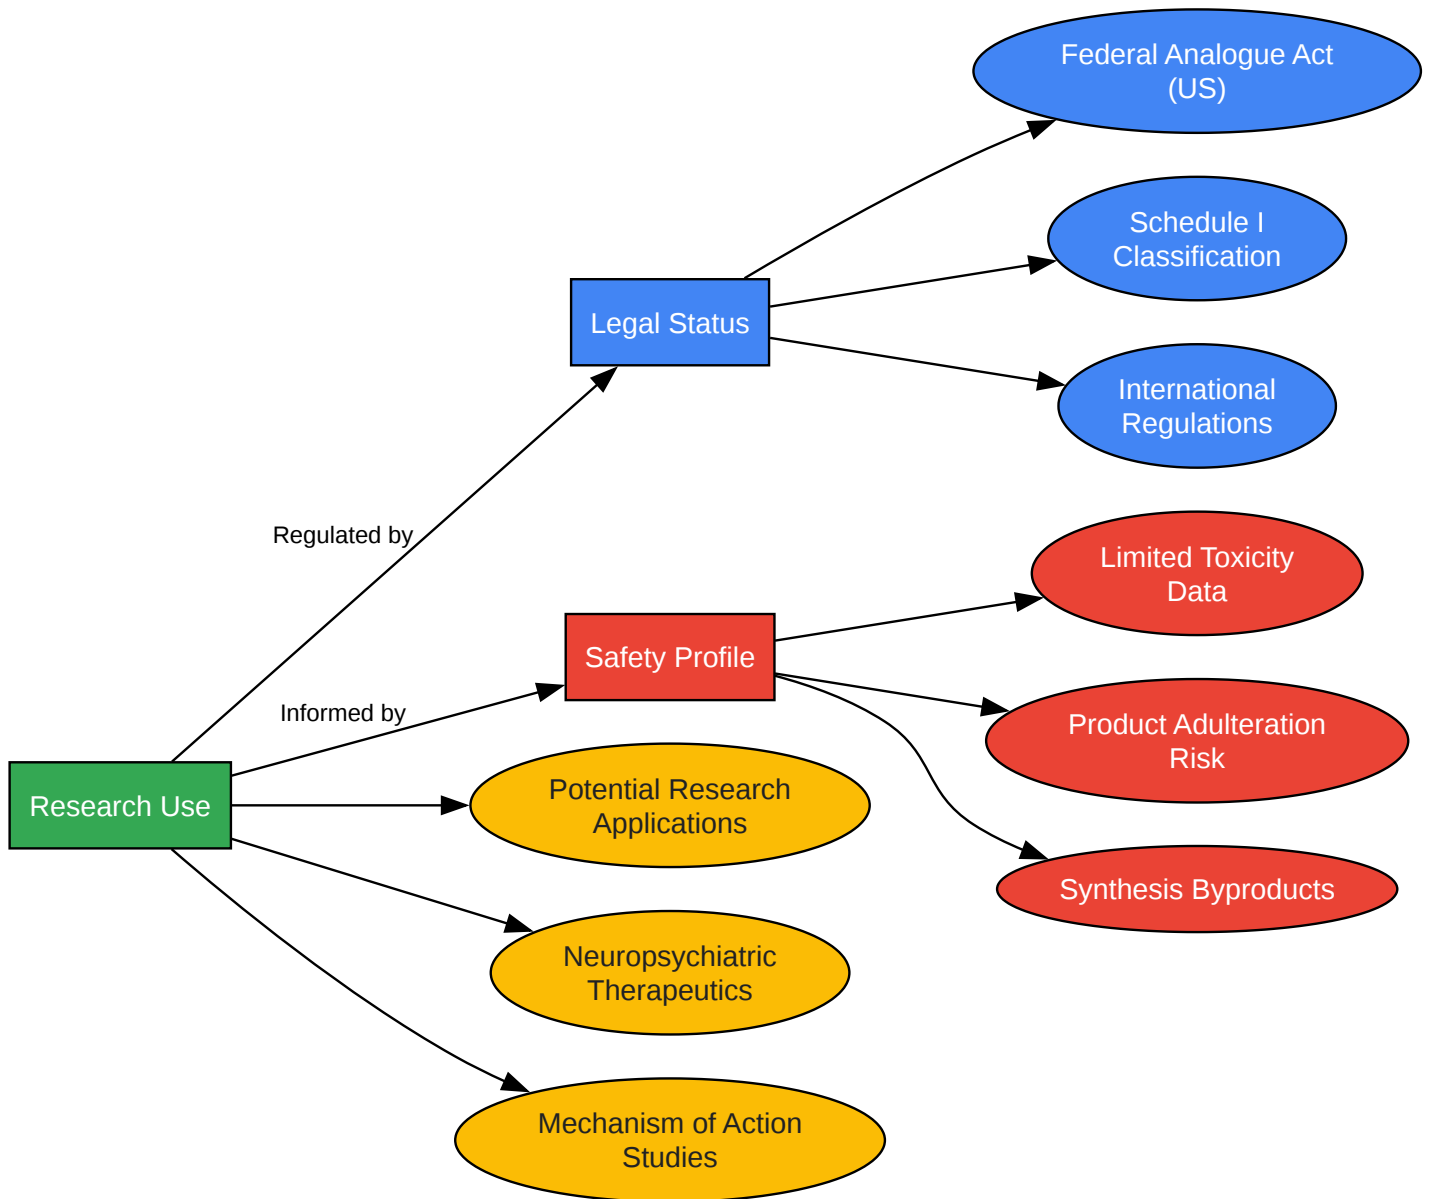 Federal Analogue Act
(US)
Schedule I
Classification
Legal Status
International
Regulations
Regulated by
Limited Toxicity
Data
Safety Profile
Informed by
Product Adulteration
Risk
Research Use
Potential Research
Applications
Synthesis Byproducts
Neuropsychiatric
Therapeutics
Mechanism of Action
Studies